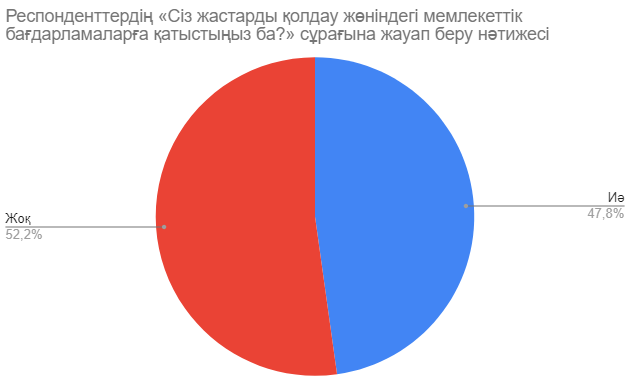 Респонденттердің «Сіз жастарды қолдау жөніндегі мемлекеттік
бағдарламаларға қатыстыңыз ба?» сұрағына жауап беру нәтижесі
Иә
47,8%
Жоқ
52,2%